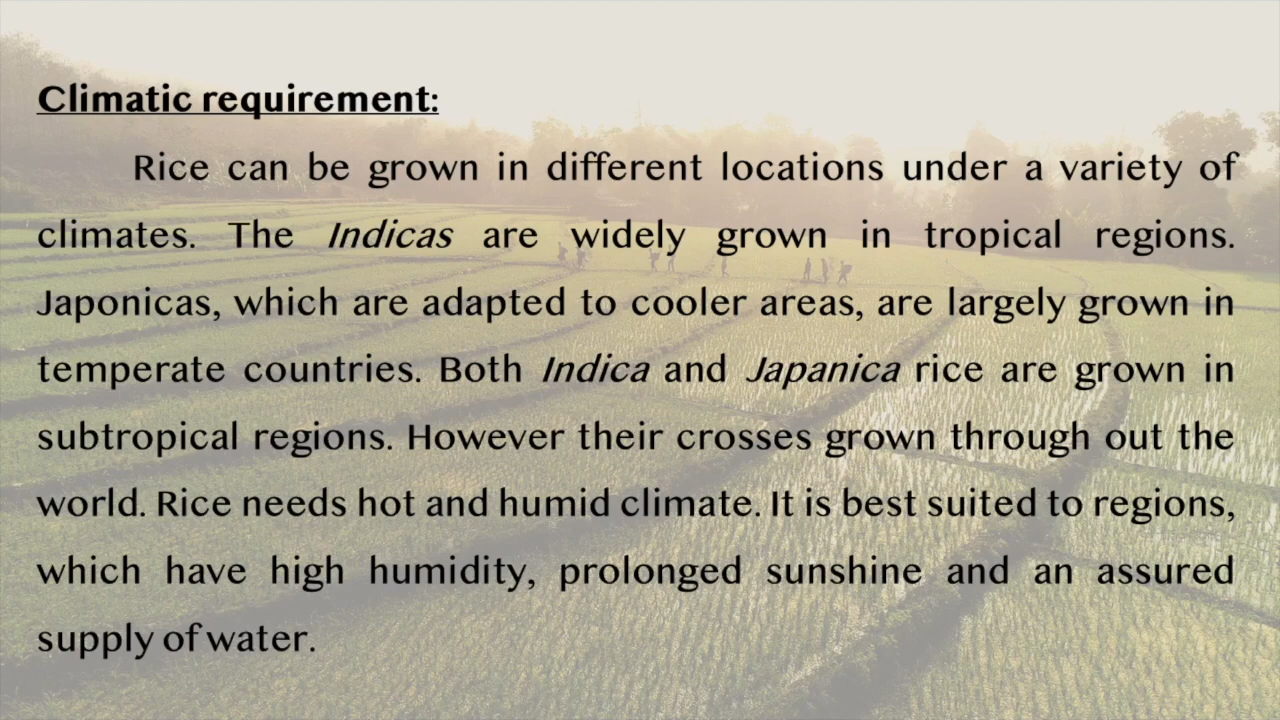 Climatic requirement:
Rice can be grown in different locations under a variety of
climates. The Indicas are widely grown in tropical regions.
Japonicas, which are adapted to cooler areas, are largely grown in
temperate countries. Both Indica and Japanica rice are grown in
subtropical regions. However their crosses grown through out the
world. Rice needs hot and humid climate. It is best suited to regions,
which have high humidity, prolonged sunshine and an assured
supply of water.